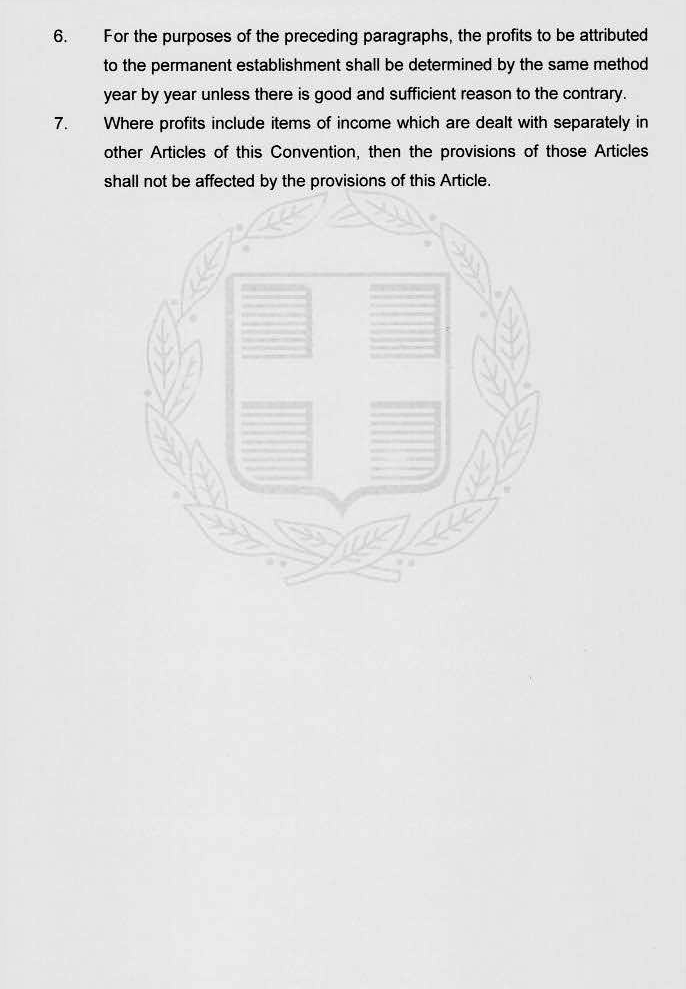 6. For the purposes of the preceding paragraphs, the profits to be attributed
to the permanent establishment shall be determined by the same method
year by year unless there is good and sufficient reason to the contrary.
7. Where profits include items of income which are dealt with separately in
other Articles of this Convention, then the provisions of those Articles
shall not be affected by the provisions of this Article.